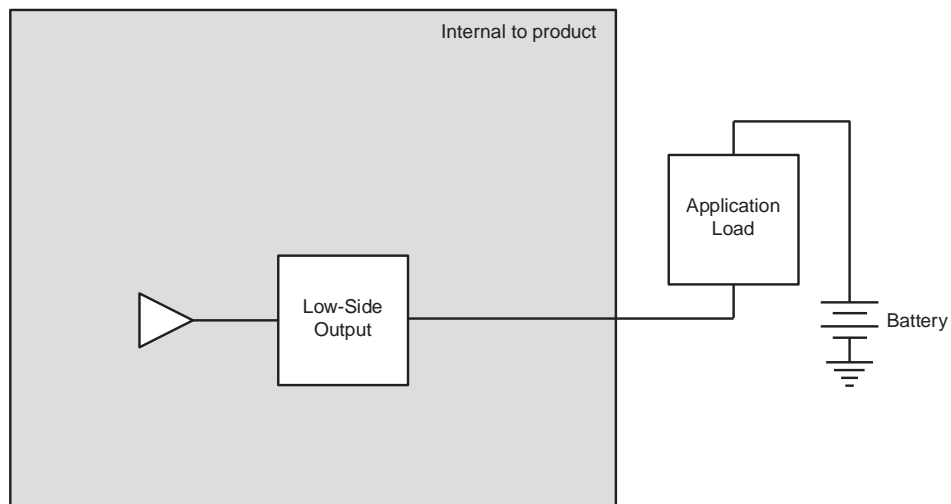 Internal to product
Application
Load
Low-Side
Output
Battery